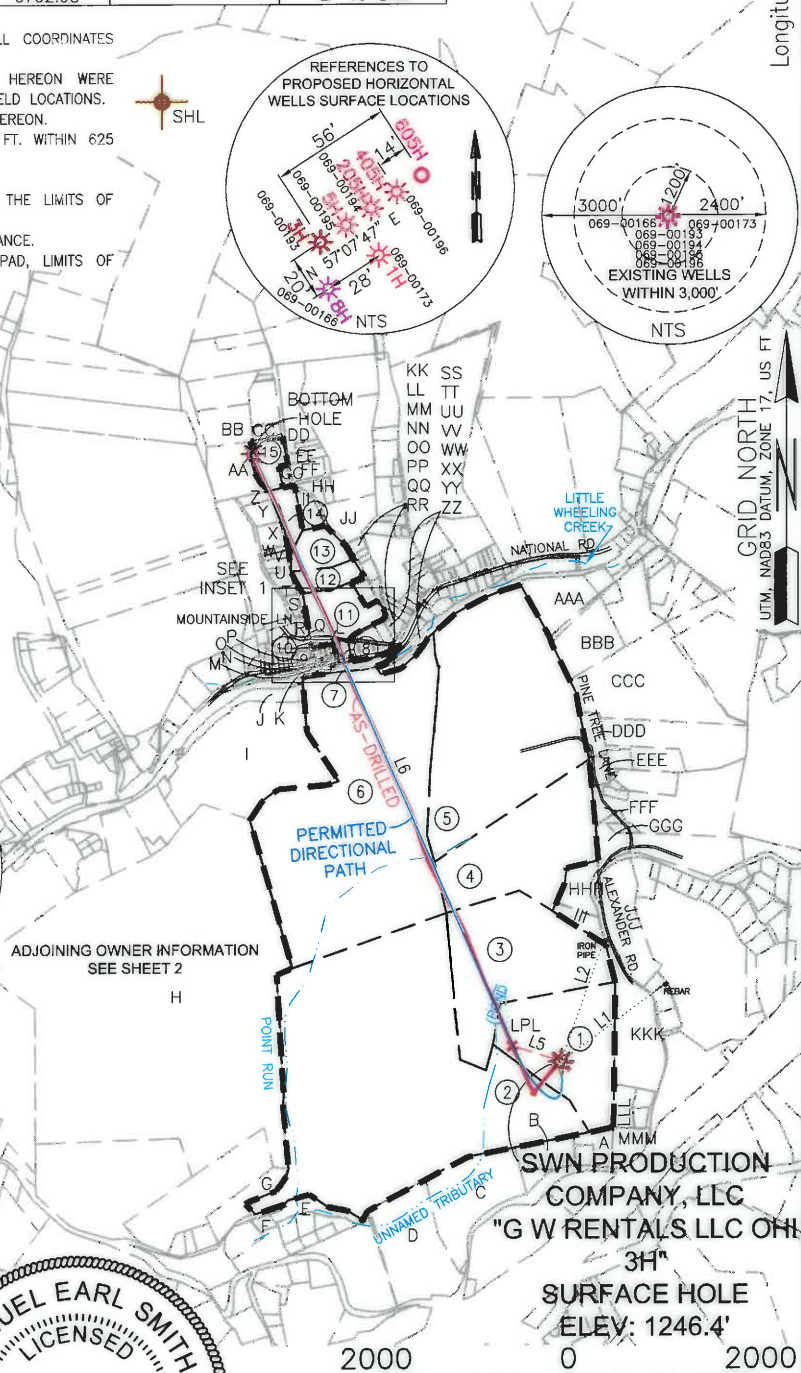 LL COORDINATES
HEREON WERE
ELD LOCATIONS.
EREON.
FT. WITHIN 625
THE LIMITS OF
ANCE.
PAD, LIMITS OF
SHL
Longitu
REFERENCES TO
PROPOSED HORIZONTAL
WELLS SURFACE LOCATIONS
56'
14'
605H
405H
205H
5H
3H
069-00196
069-00194
069-00195
069-00193
N 57°07'47" E
20'
28'
1H
069-00173
8H
069-00166
NTS
3000'
1200'
2400'
069-00166
069-00173
069-00193
069-00194
069-00195
069-00196
EXISTING WELLS
WITHIN 3,000'
NTS
GRID NORTH
UTM, NAD83 DATUM, ZONE 17, US FT
KK SS
LL TT
MM UU
NN VV
OO WW
PP XX
QQ YY
RR ZZ
BOTTOM
HOLE
BB CC DD
15
AA
EE
FF
GG
HH
Z
Y
II
14
JJ
X
13
W
V
U
12
SEE
INSET 1
S
11
MOUNTAINSIDE LN.
R Q
P
O
N
M
10
8
J K
7
I
LITTLE
WHEELING
CREEK
NATIONAL RD
AAA
BBB
CCC
PINE TREE LANE
DDD
EEE
FFF
GGG
AS-DRILLED
L6
6
5
PERMITTED
DIRECTIONAL
PATH
4
HHH
III
JJJ
ALEXANDER RD.
3
IRON
PIPE
L2
REBAR
L1
ADJOINING OWNER INFORMATION
SEE SHEET 2
H
POINT RUN
LPL
L5
1
KKK
2
B
LLL
A
MMM
G
F
E
C
D
UNNAMED TRIBUTARY
SWN PRODUCTION
COMPANY, LLC
"G W RENTALS LLC OHI
3H"
SURFACE HOLE
ELEV: 1246.4'
UEL EARL SMITH
LICENSED
2000
0
2000